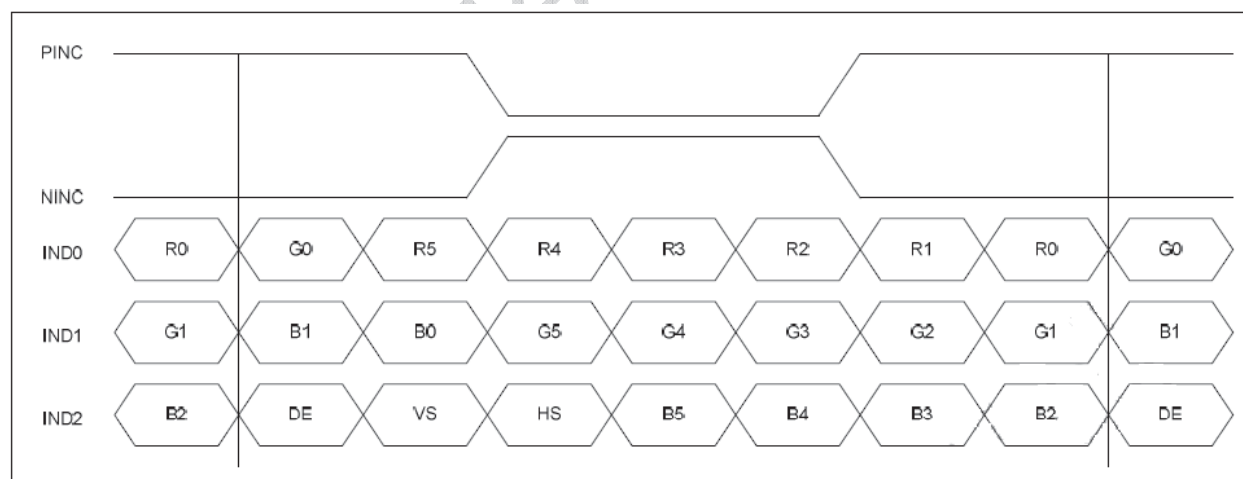 PINC
NINC
IND0 R0 G0 R5 R4 R3 R2 R1 R0 G0
IND1 G1 B1 B0 G5 G4 G3 G2 G1 B1
IND2 B2 DE VS HS B5 B4 B3 B2 DE